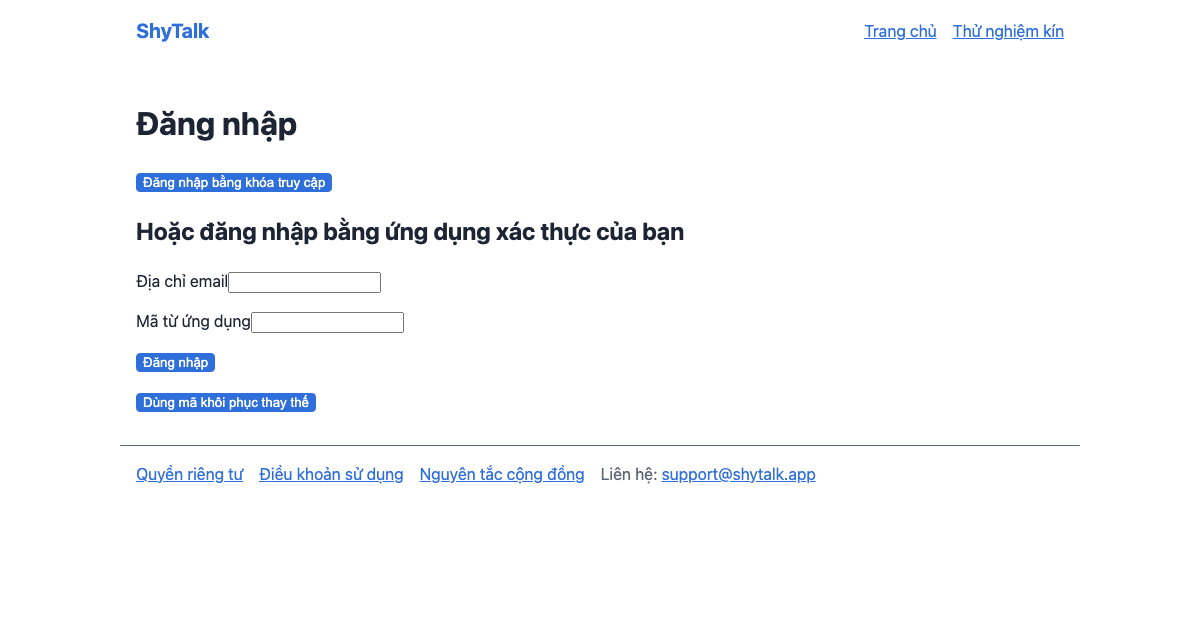 ShyTalk
Trang chủ Thử nghiệm kín
Đăng nhập
Đăng nhập bằng khóa truy cập
Hoặc đăng nhập bằng ứng dụng xác thực của bạn
Địa chỉ email
Mã từ ứng dụng
Đăng nhập
Dùng mã khôi phục thay thế
Quyền riêng tư Điều khoản sử dụng Nguyên tắc cộng đồng Liên hệ: support@shytalk.app